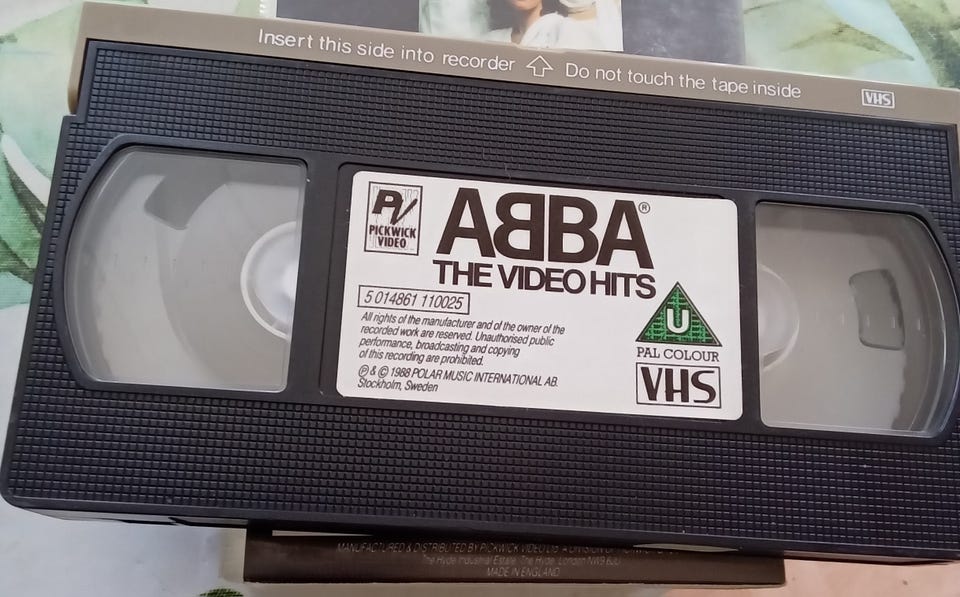 Insert this side into recorder ⇧ Do not touch the tape inside VHS
PV
PICKWICK
VIDEO
ABBA®
THE VIDEO HITS
5 014861 110025
All rights of the manufacturer and of the owner of the
recorded work are reserved. Unauthorised public
performance, broadcasting and copying
of this recording are prohibited.
℗ & © 1988 POLAR MUSIC INTERNATIONAL AB.
Stockholm, Sweden
U
PAL COLOUR
VHS
MANUFACTURED & DISTRIBUTED BY PICKWICK VIDEO LTD A DIVISION OF
The Hyde Industrial Estate, The Hyde, London NW9 6JU
MADE IN ENGLAND